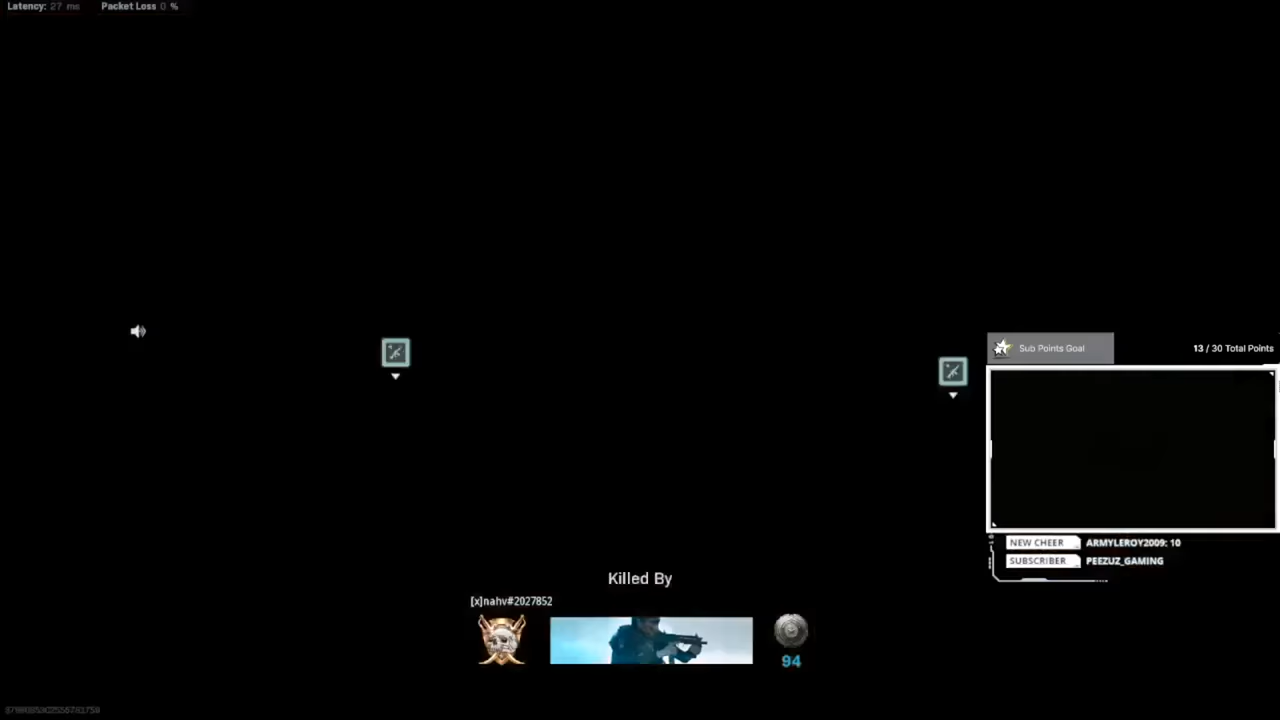 Latency: 27 ms Packet Loss 0 %
Sub Points Goal 13 / 30 Total Points
NEW CHEER ARMYLEROY2009: 10
SUBSCRIBER PEEZUZ_GAMING
Killed By
[x]nahv#2027852
94